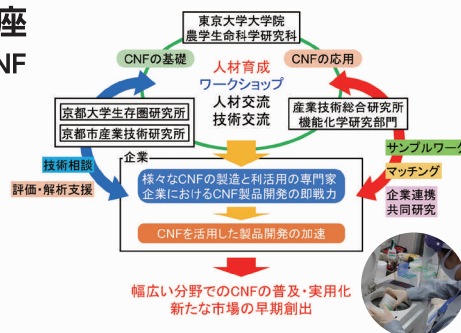 座
NF
東京大学大学院
農学生命科学研究科
CNFの基礎
CNFの応用
人材育成
ワークショップ
人材交流
技術交流
京都大学生存圏研究所
京都市産業技術研究所
産業技術総合研究所
機能化学研究部門
技術相談
評価・解析支援
企業
サンプルワーク
マッチング
企業連携
共同研究
様々なCNFの製造と利活用の専門家
企業におけるCNF製品開発の即戦力
CNFを活用した製品開発の加速
幅広い分野でのCNFの普及・実用化
新たな市場の早期創出